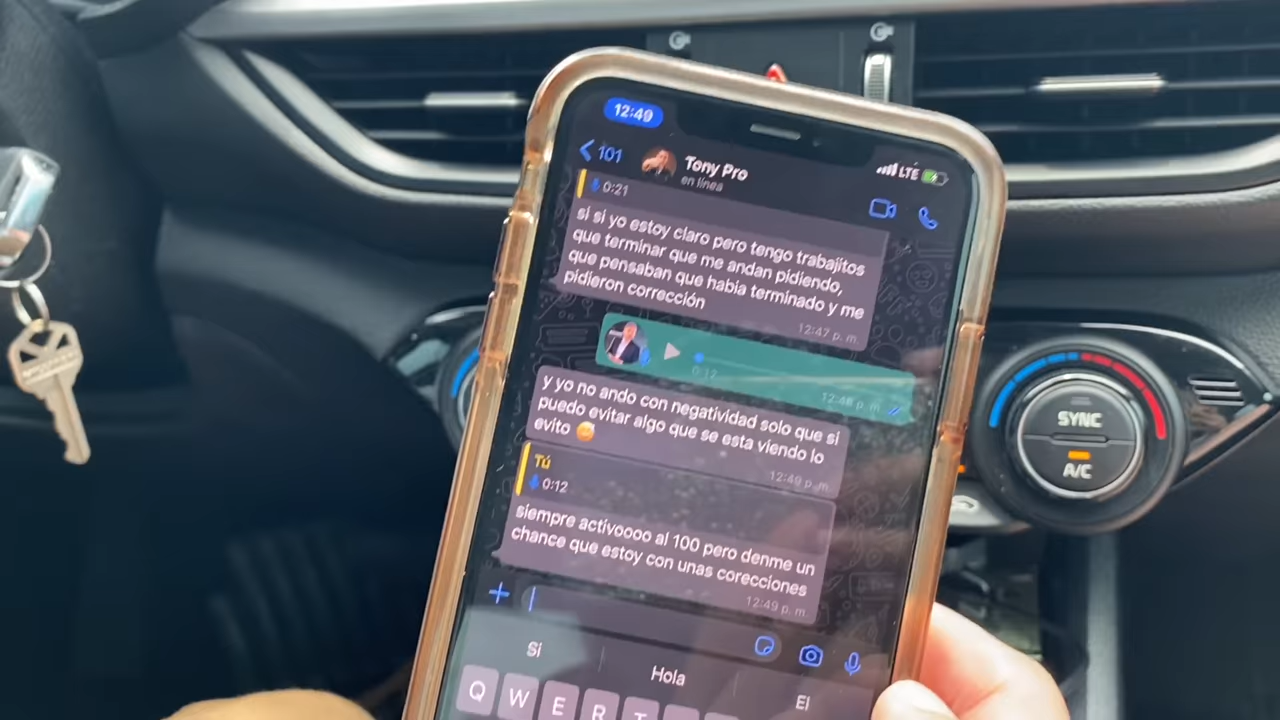 12:49
LTE
101
Tony Pro
en línea
0:21
si si yo estoy claro pero tengo trabajitos
que terminar que me andan pidiendo,
que pensaban que habia terminado y me
pidieron corrección
12:47 p. m.
0:12
12:48 p. m.
y yo no ando con negatividad solo que si
puedo evitar algo que se esta viendo lo
evito
12:49 p. m.
Tú
0:12
siempre activoooo al 100 pero denme un
chance que estoy con unas corecciones
12:49 p. m.
Si
Hola
El
Q W E R T
SYNC
A/C